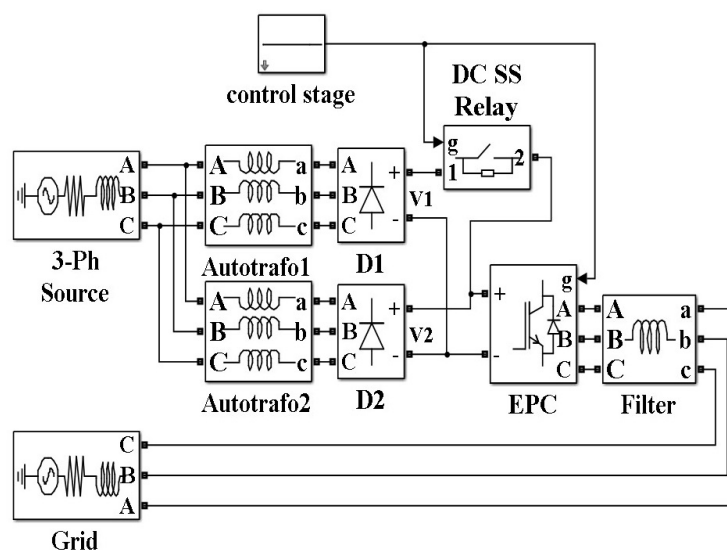 control stage
DC SS
Relay
g
1
2
A
B
C
3-Ph
Source
A
B
C
a
b
c
Autotrafo1
A
B
C
+
-
V1
D1
A
B
C
a
b
c
Autotrafo2
A
B
C
+
-
V2
D2
g
+
-
A
B
C
EPC
A
B
C
a
b
c
Filter
C
B
A
Grid